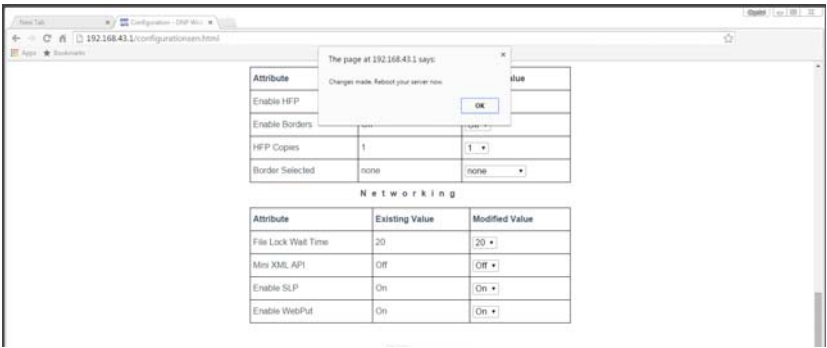 New Tab
Configuration - DNP Wire
192.168.43.1/configurationsen.html
Apps Bookmarks
The page at 192.168.43.1 says:
Changes made. Reboot your server now.
OK
Attribute
Enable HFP
Enable Borders
HFP Copies 1 1
Border Selected none none
Networking
Attribute Existing Value Modified Value
File Lock Wait Time 20 20
Mini XML API Off Off
Enable SLP On On
Enable WebPut On On